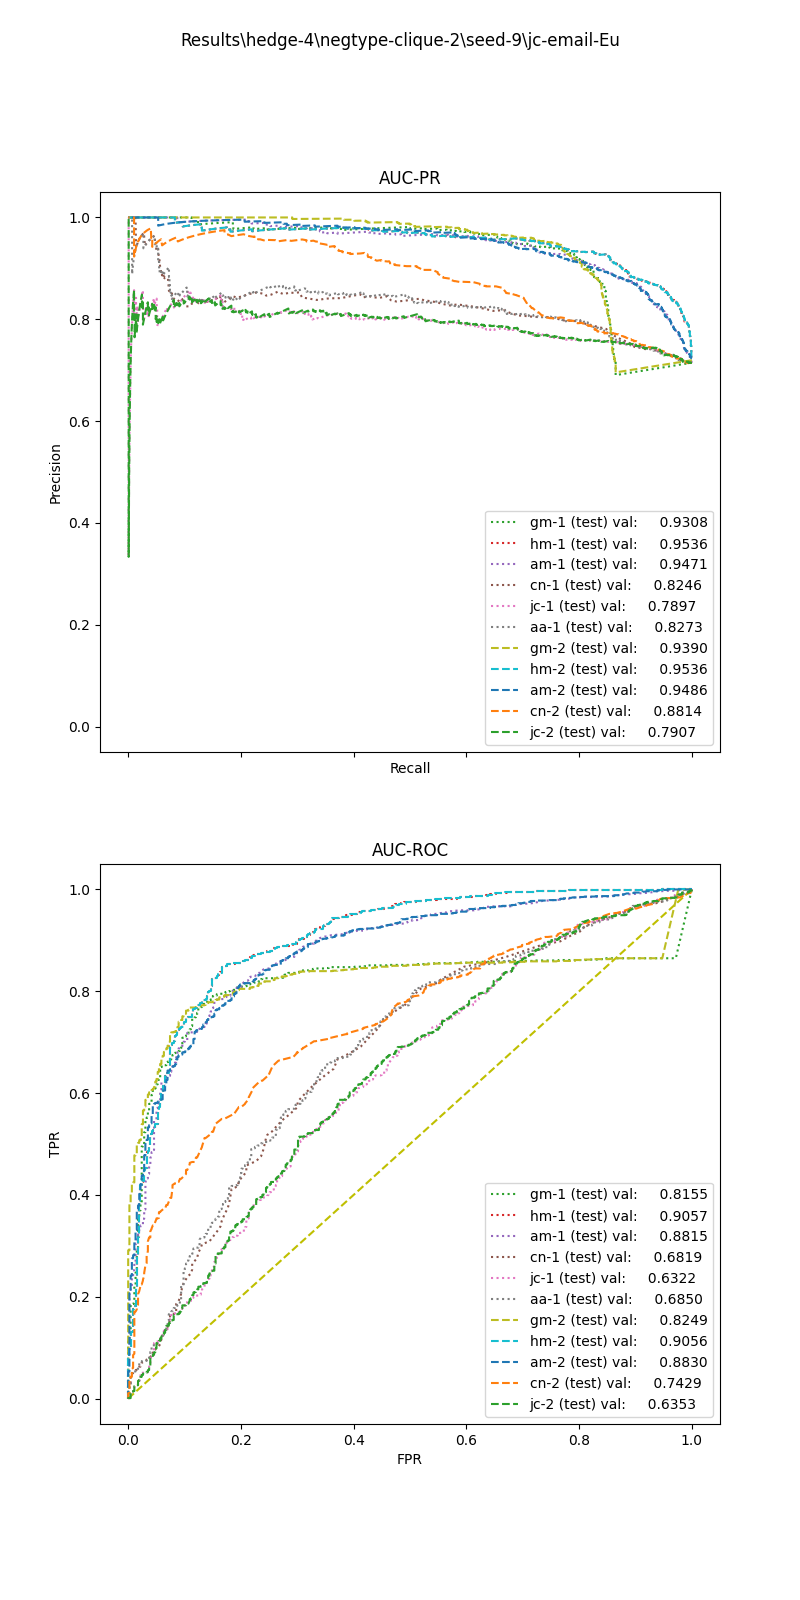 Results\hedge-4\negtype-clique-2\seed-9\jc-email-Eu
AUC-PR
1.0
0.8
0.6
0.4
0.2
0.0
Precision
gm-1 (test) val: 0.9308
hm-1 (test) val: 0.9536
am-1 (test) val: 0.9471
cn-1 (test) val: 0.8246
jc-1 (test) val: 0.7897
aa-1 (test) val: 0.8273
gm-2 (test) val: 0.9390
hm-2 (test) val: 0.9536
am-2 (test) val: 0.9486
cn-2 (test) val: 0.8814
jc-2 (test) val: 0.7907
Recall
AUC-ROC
1.0
0.8
0.6
0.4
0.2
0.0
TPR
gm-1 (test) val: 0.8155
hm-1 (test) val: 0.9057
am-1 (test) val: 0.8815
cn-1 (test) val: 0.6819
jc-1 (test) val: 0.6322
aa-1 (test) val: 0.6850
gm-2 (test) val: 0.8249
hm-2 (test) val: 0.9056
am-2 (test) val: 0.8830
cn-2 (test) val: 0.7429
jc-2 (test) val: 0.6353
0.0 0.2 0.4 0.6 0.8 1.0
FPR